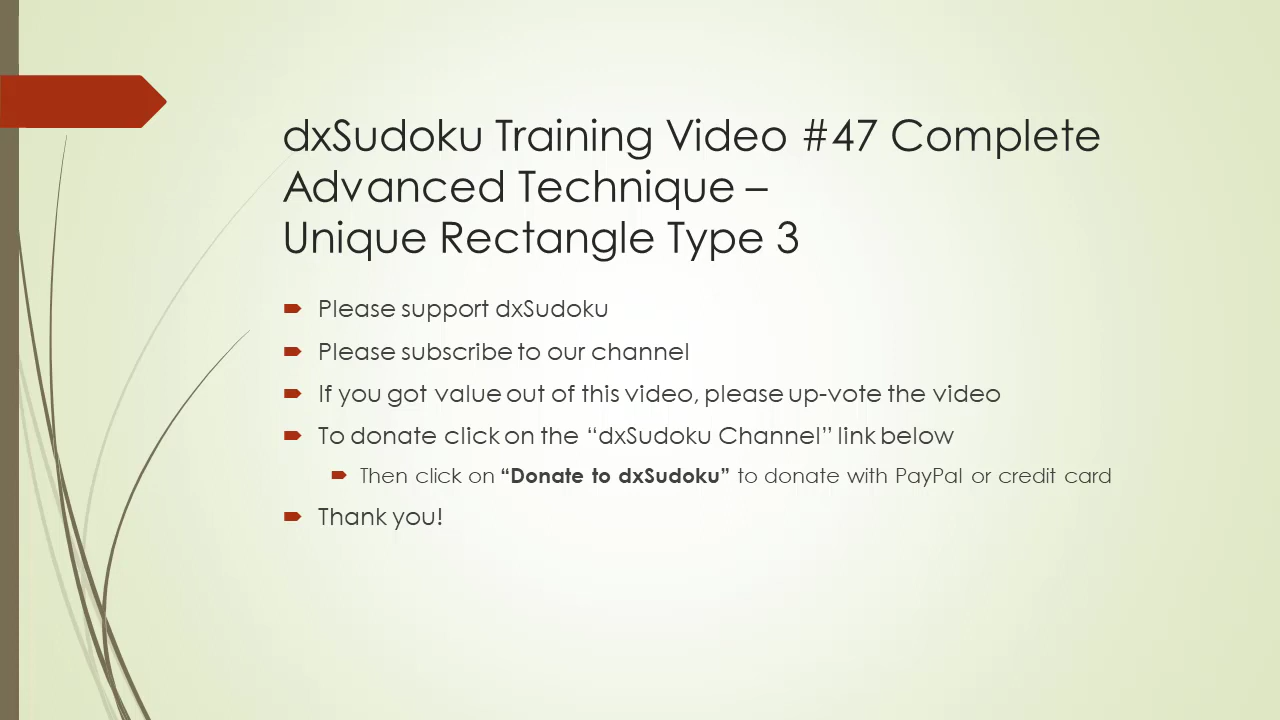 dxSudoku Training Video #47 Complete
Advanced Technique –
Unique Rectangle Type 3
Please support dxSudoku
Please subscribe to our channel
If you got value out of this video, please up-vote the video
To donate click on the “dxSudoku Channel” link below
Then click on “Donate to dxSudoku” to donate with PayPal or credit card
Thank you!